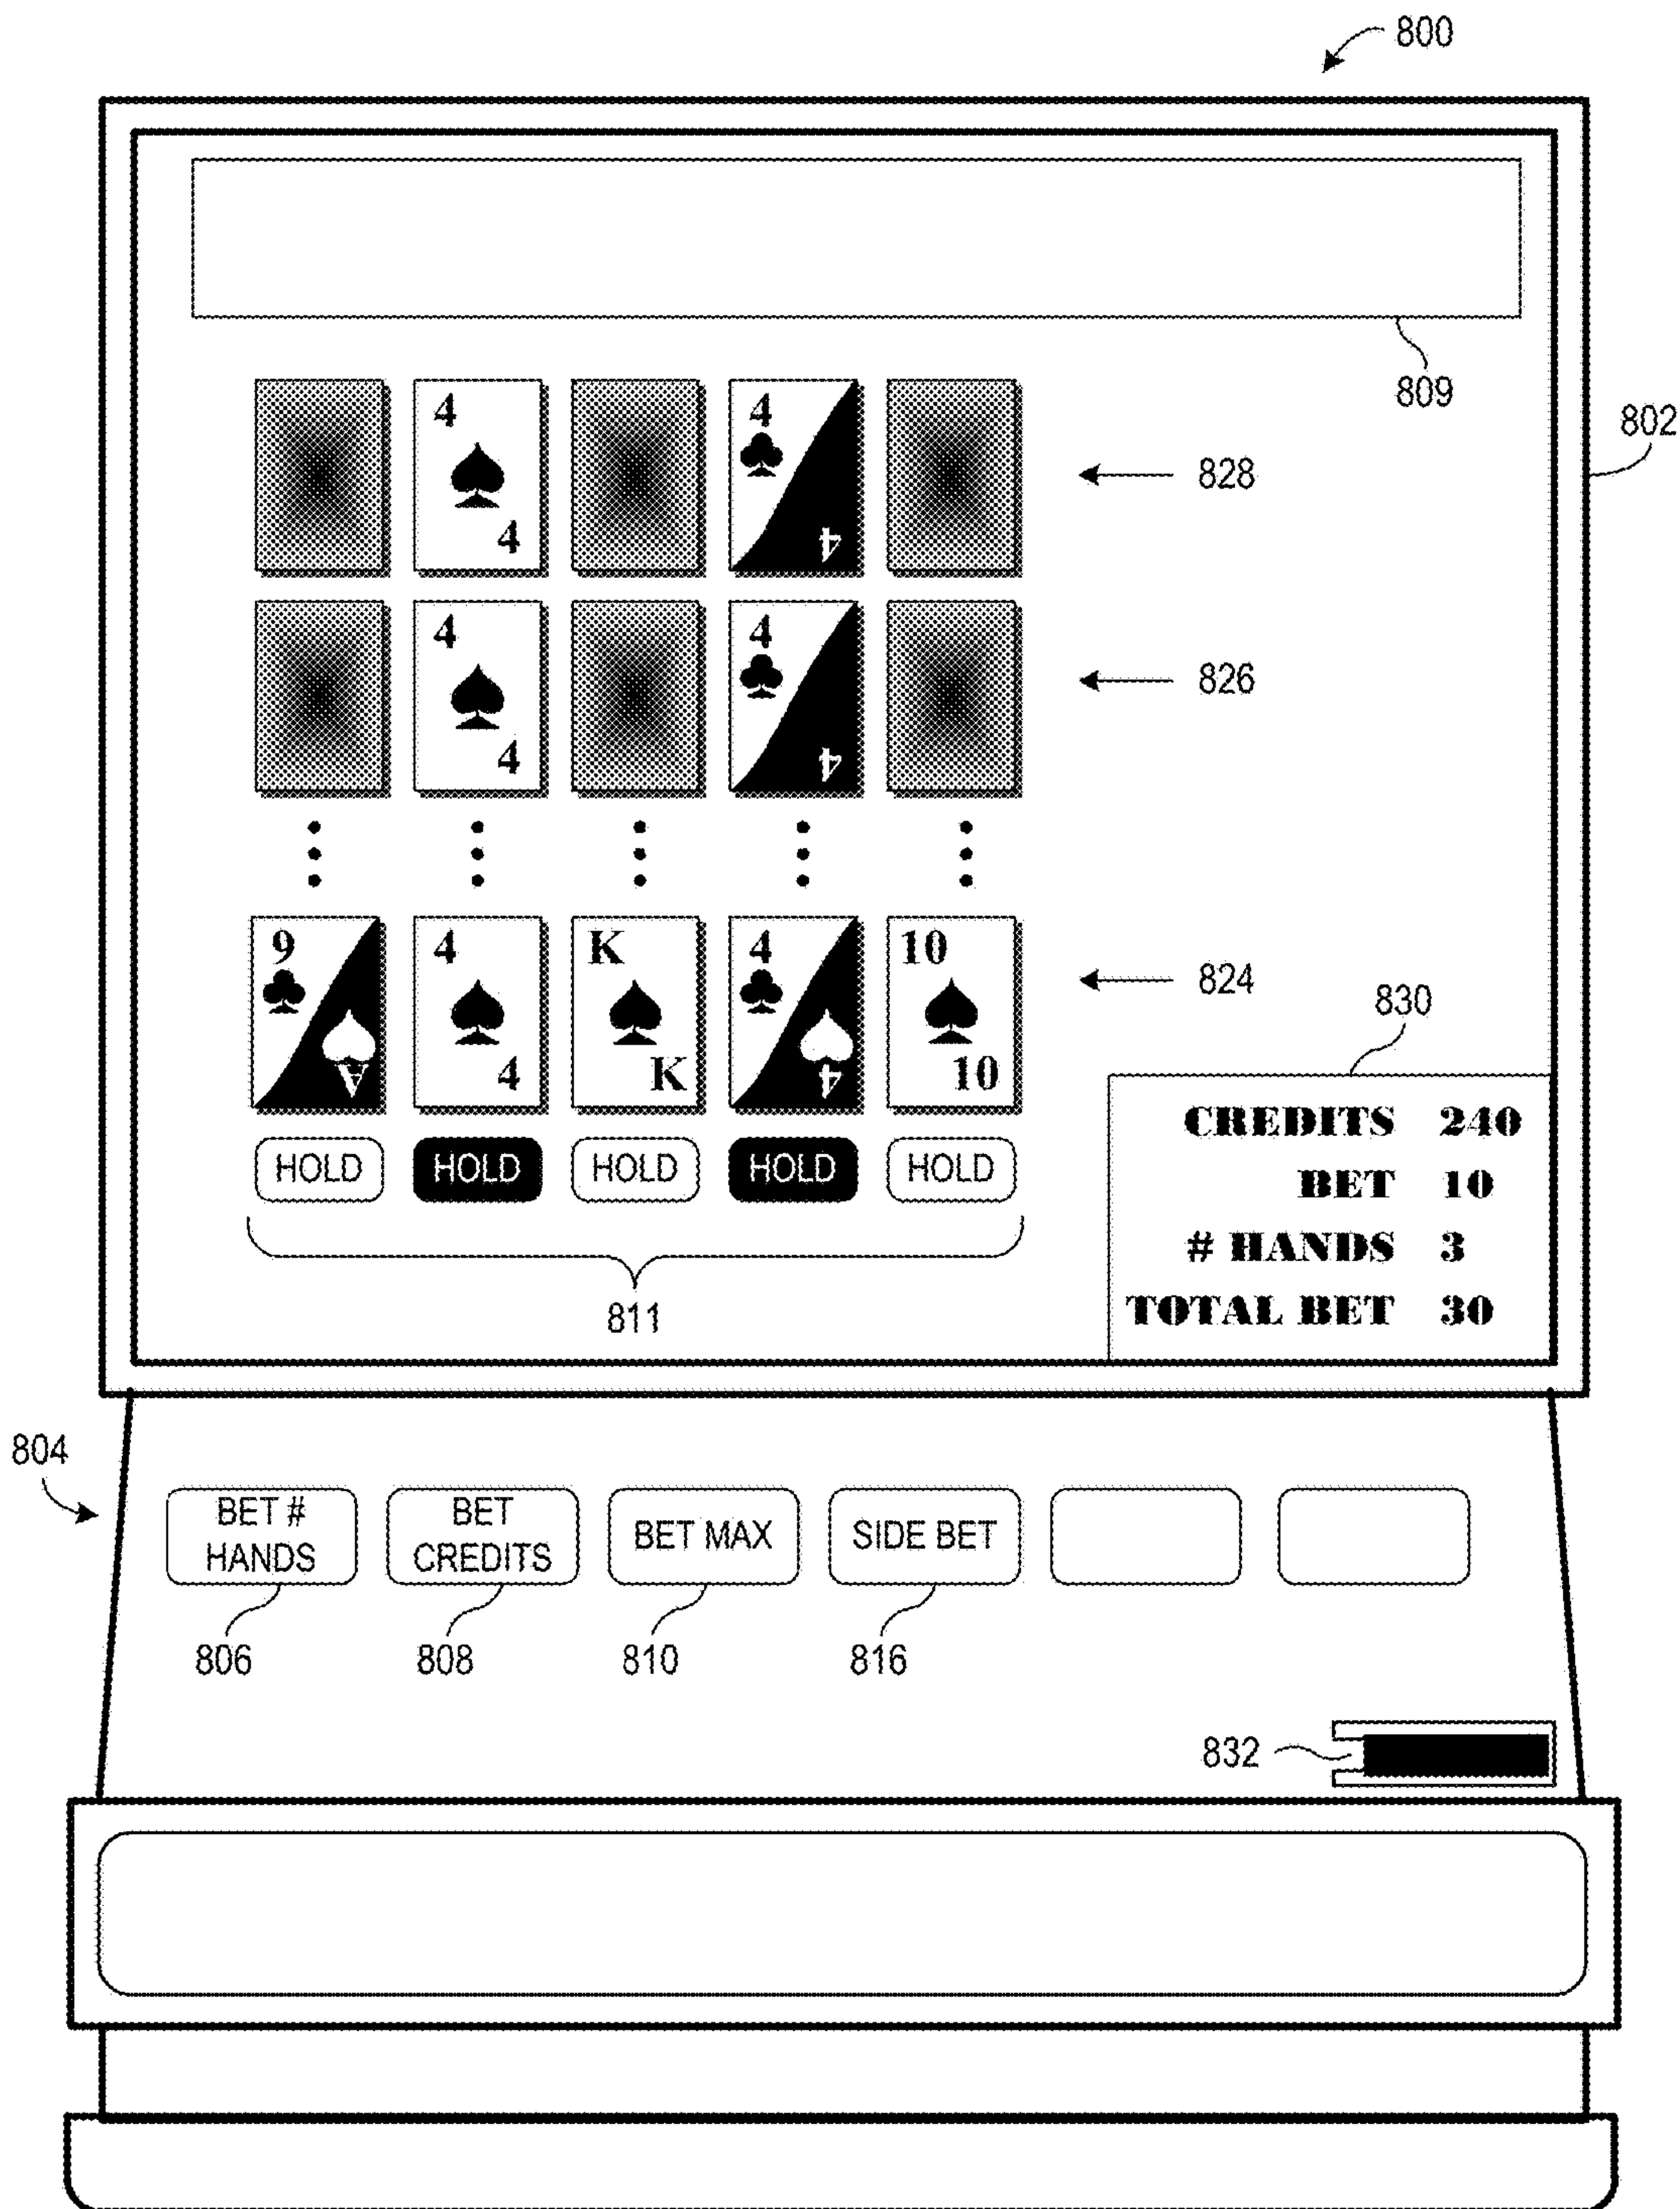 800
809
802
4 4
4 4
828
4 4
4 4
826
9 A
4 4
K K
4 4
10 10
824
830
HOLD HOLD HOLD HOLD HOLD
811
CREDITS 240
BET 10
# HANDS 3
TOTAL BET 30
804
BET #
HANDS
BET
CREDITS
BET MAX
SIDE BET
806 808 810 816
832